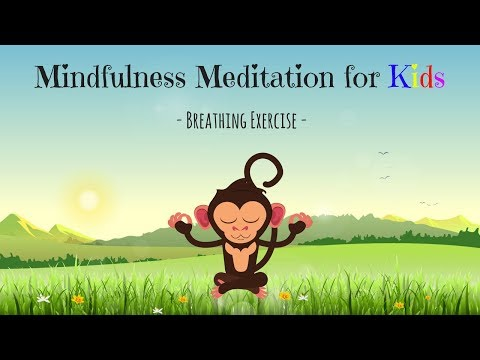 Mindfulness Meditation for Kids
- Breathing Exercise -